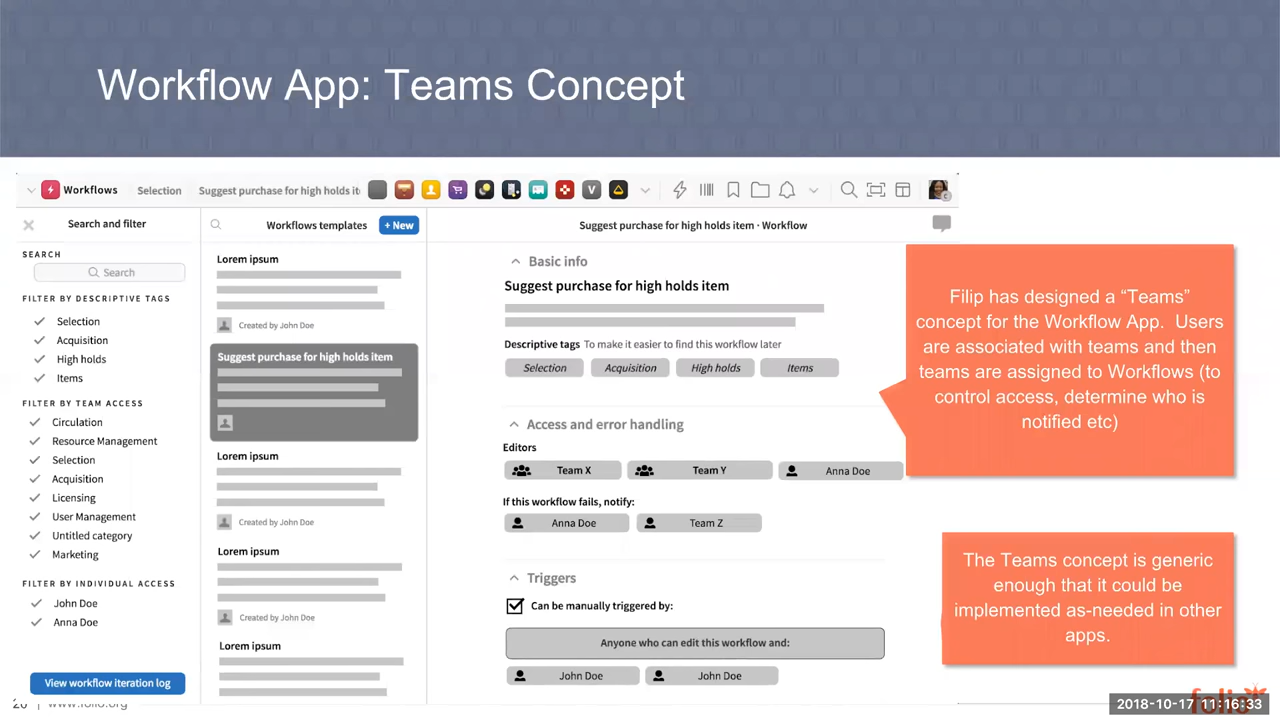 Workflow App: Teams Concept
Workflows
Selection
Suggest purchase for high holds it
V
Search and filter
SEARCH
Search
FILTER BY DESCRIPTIVE TAGS
Selection
Acquisition
High holds
Items
FILTER BY TEAM ACCESS
Circulation
Resource Management
Selection
Acquisition
Licensing
User Management
Untitled category
Marketing
FILTER BY INDIVIDUAL ACCESS
John Doe
Anna Doe
View workflow iteration log
Workflows templates
+ New
Lorem ipsum
Created by John Doe
Suggest purchase for high holds item
Lorem ipsum
Created by John Doe
Lorem ipsum
Created by John Doe
Lorem ipsum
Suggest purchase for high holds item · Workflow
Basic info
Suggest purchase for high holds item
Descriptive tags To make it easier to find this workflow later
Selection Acquisition High holds Items
Access and error handling
Editors
Team X Team Y Anna Doe
If this workflow fails, notify:
Anna Doe Team Z
Triggers
Can be manually triggered by:
Anyone who can edit this workflow and:
John Doe John Doe
Filip has designed a “Teams”
concept for the Workflow App. Users
are associated with teams and then
teams are assigned to Workflows (to
control access, determine who is
notified etc)
The Teams concept is generic
enough that it could be
implemented as-needed in other
apps.
www.folio.org
folio
2018-10-17 11:16:33